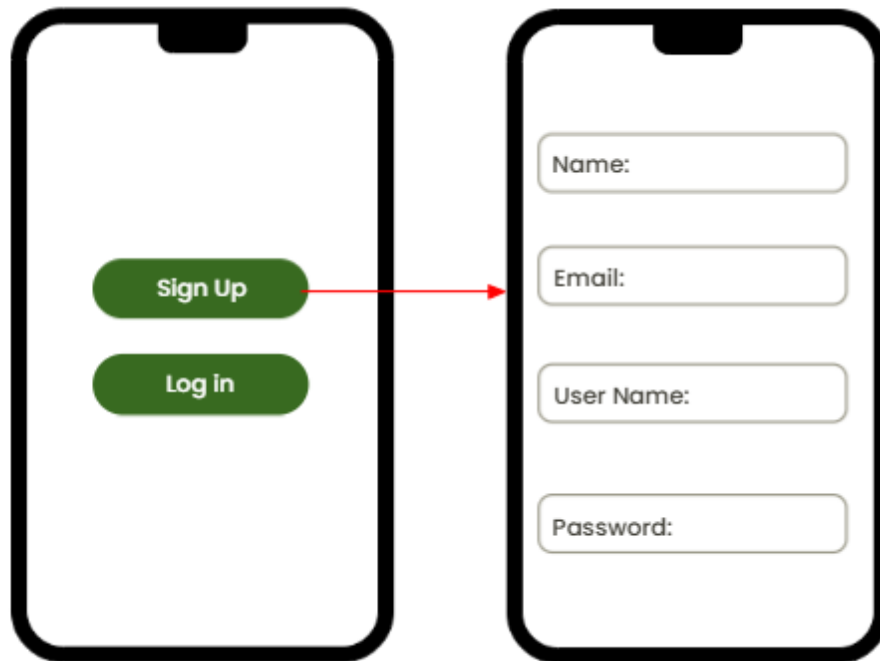 Sign Up
Log in
Name:
Email:
User Name:
Password: